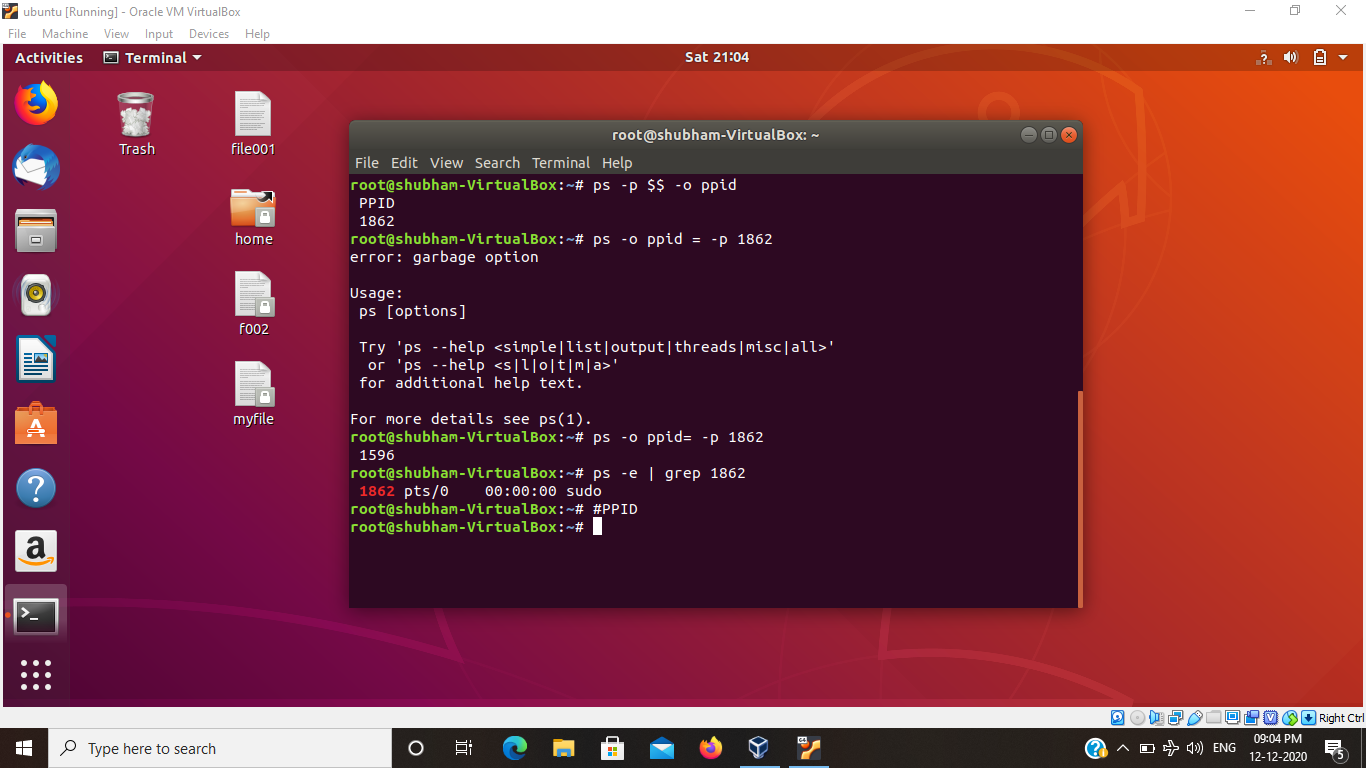 ubuntu [Running] - Oracle VM VirtualBox
File Machine View Input Devices Help
Activities Terminal Sat 21:04
Trash
file001
home
f002
myfile
root@shubham-VirtualBox: ~
File Edit View Search Terminal Help
root@shubham-VirtualBox:~# ps -p $$ -o ppid
PPID
1862
root@shubham-VirtualBox:~# ps -o ppid = -p 1862
error: garbage option
Usage:
ps [options]
Try 'ps --help <simple|list|output|threads|misc|all>'
or 'ps --help <s|l|o|t|m|a>'
for additional help text.
For more details see ps(1).
root@shubham-VirtualBox:~# ps -o ppid= -p 1862
1596
root@shubham-VirtualBox:~# ps -e | grep 1862
1862 pts/0 00:00:00 sudo
root@shubham-VirtualBox:~# #PPID
root@shubham-VirtualBox:~#
Right Ctrl
Type here to search
ENG
09:04 PM
12-12-2020
5